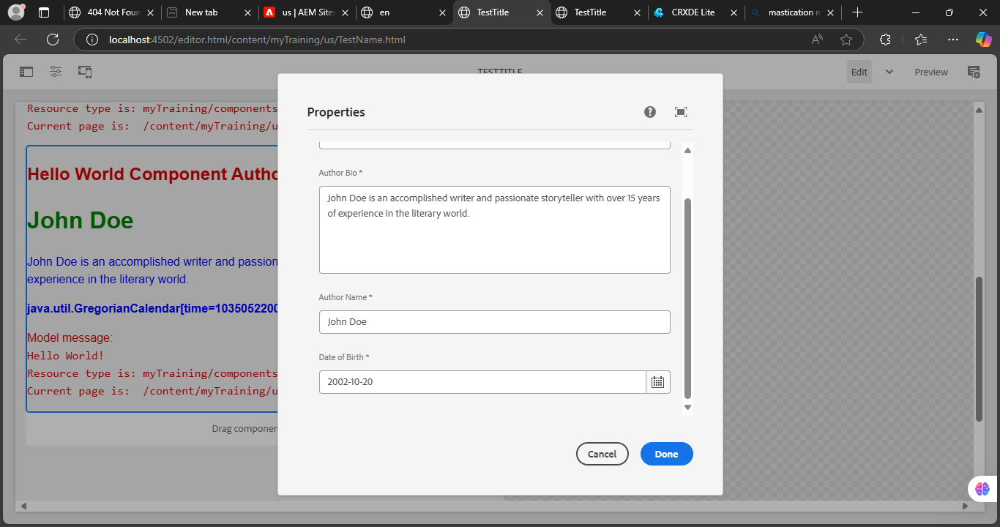 404 Not Foun
New tab
us | AEM Sites
en
TestTitle
TestTitle
CRXDE Lite
mastication m
localhost:4502/editor.html/content/myTraining/us/TestName.html
TESTTITLE
Edit
Preview
Resource type is: myTraining/components
Current page is: /content/myTraining/u
Hello World Component Autho
John Doe
John Doe is an accomplished writer and passion
experience in the literary world.
java.util.GregorianCalendar[time=1035052200
Model message:
Hello World!
Resource type is: myTraining/components
Current page is: /content/myTraining/u
Drag componen
Properties
Author Bio *
John Doe is an accomplished writer and passionate storyteller with over 15 years
of experience in the literary world.
Author Name *
John Doe
Date of Birth *
2002-10-20
Cancel
Done